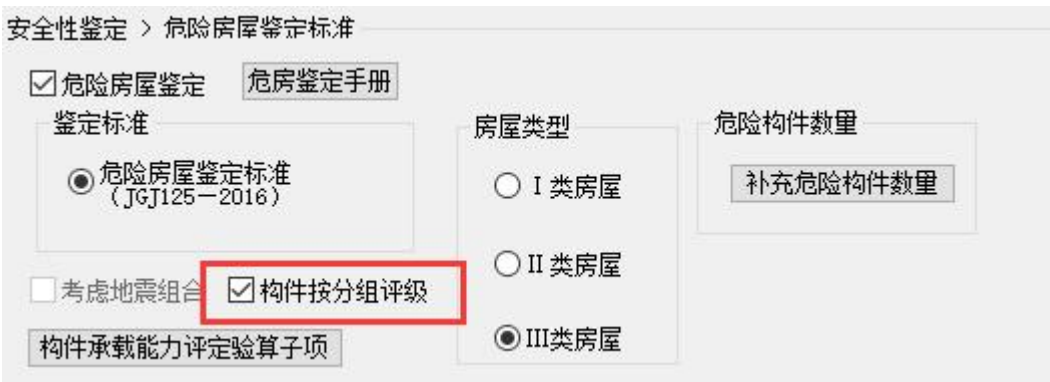 安全性鉴定 > 危险房屋鉴定标准
危险房屋鉴定 危房鉴定手册
鉴定标准
危险房屋鉴定标准
(JGJ125—2016)
房屋类型
I 类房屋
II 类房屋
III类房屋
危险构件数量
补充危险构件数量
考虑地震组合 构件按分组评级
构件承载能力评定验算子项